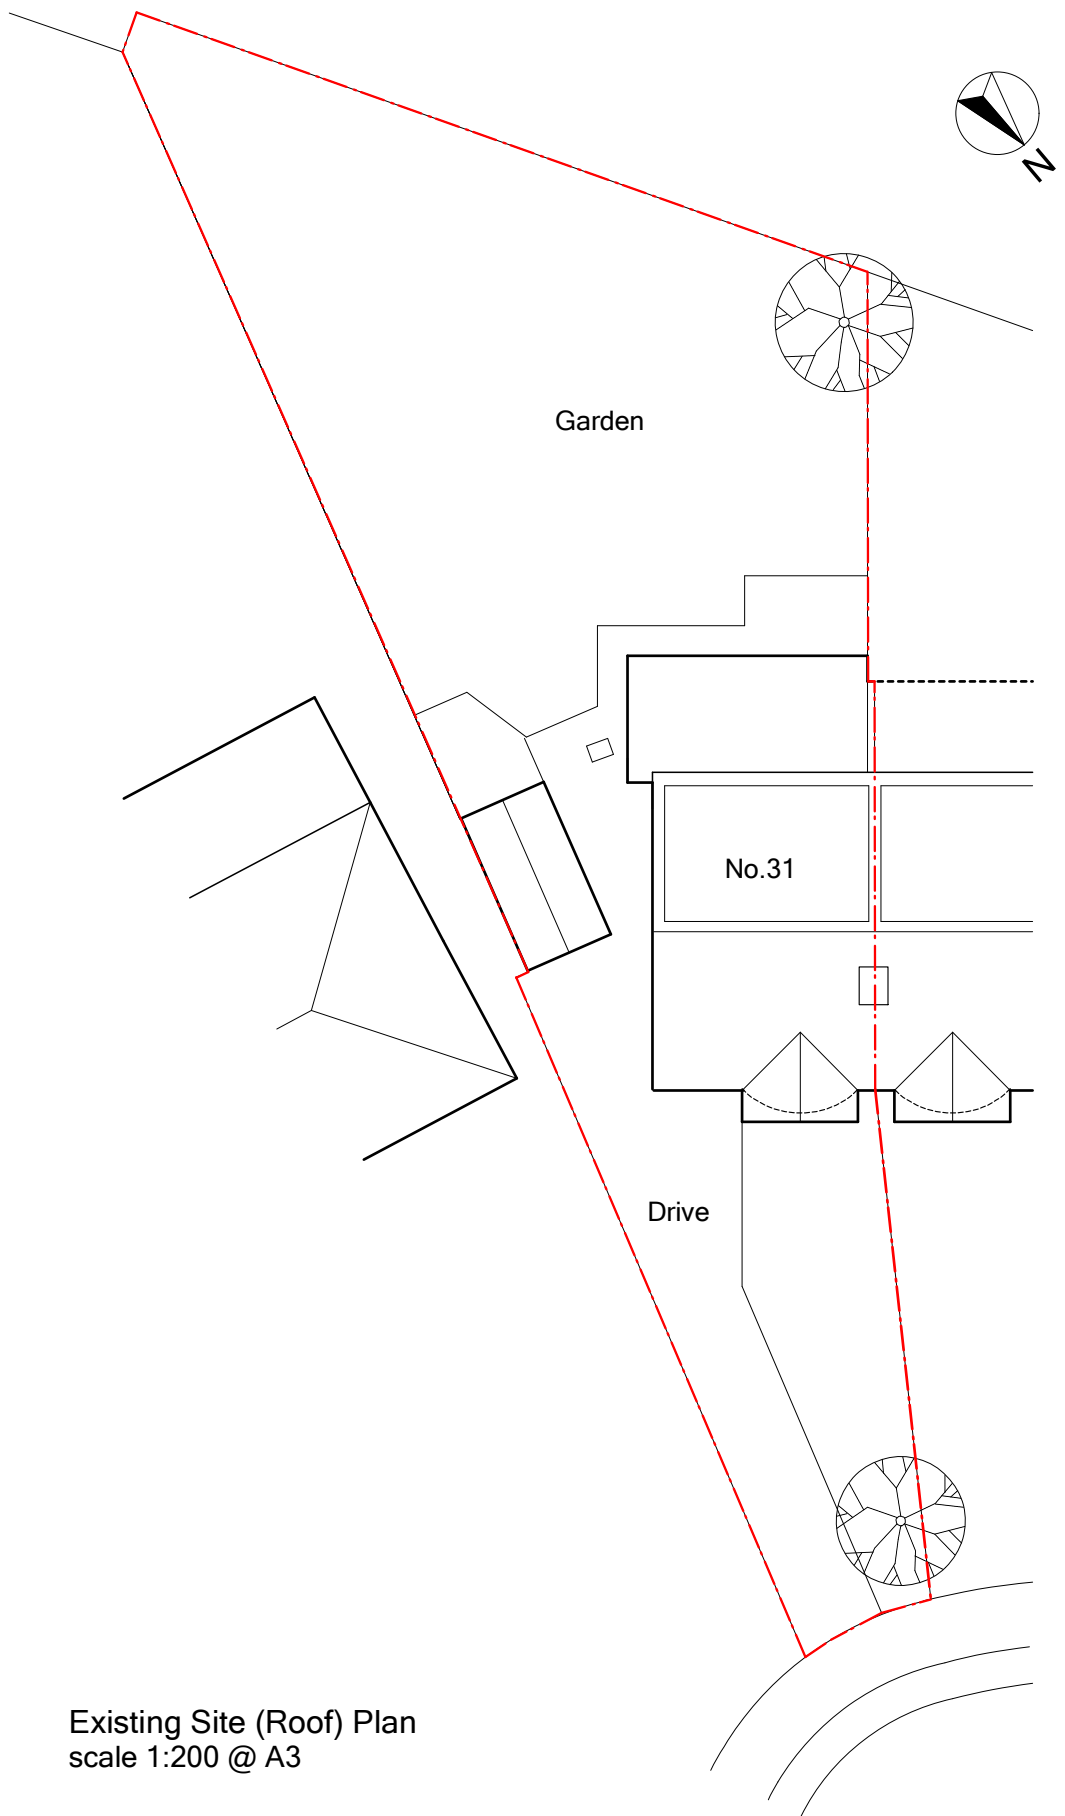 N
Garden
No.31
Drive
Existing Site (Roof) Plan
scale 1:200 @ A3